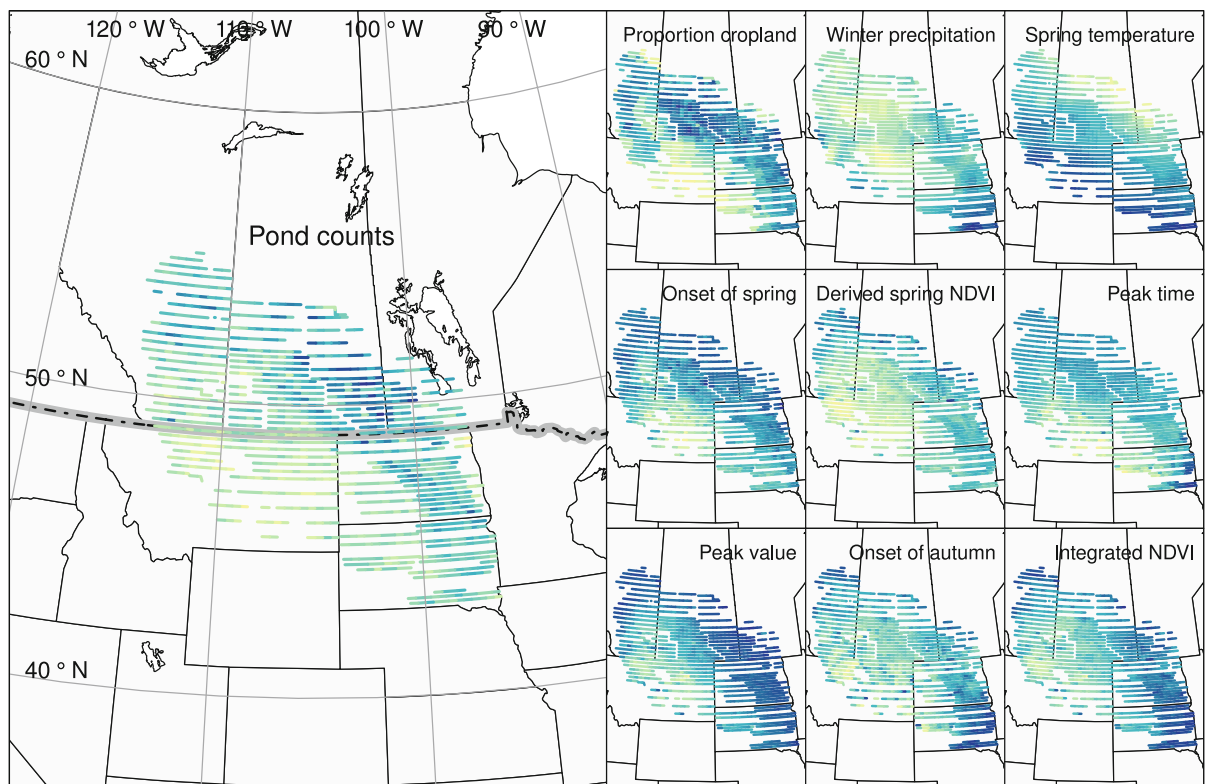 120 ° W
110 ° W
100 ° W
90 ° W
60 ° N
50 ° N
40 ° N
Pond counts
Proportion cropland
Winter precipitation
Spring temperature
Onset of spring
Derived spring NDVI
Peak time
Peak value
Onset of autumn
Integrated NDVI